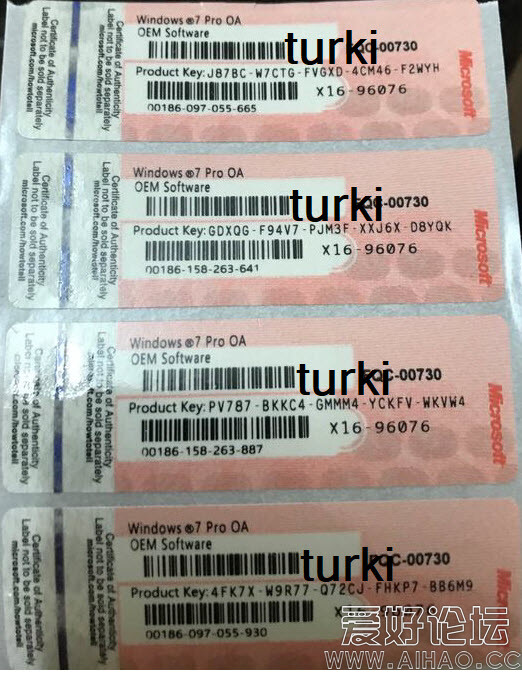 Certificate of Authenticity
Label not to be sold separately
microsoft.com/howtotell
Windows ®7 Pro OA
OEM Software
turki
-00730
Product Key: J87BC-W7CTG-FVGXD-4CM46-F2WYH
X16-96076
00186-097-055-665
Microsoft
Certificate of Authenticity
Label not to be sold separately
microsoft.com/howtotell
Windows ®7 Pro OA
OEM Software
turki
-00730
Product Key: GDXQG-F94V7-PJM3F-XXJ6X-D8YQK
X16-96076
00186-158-263-641
Microsoft
Certificate of Authenticity
Label not to be sold separately
microsoft.com/howtotell
Windows ®7 Pro OA
OEM Software
turki
QC-00730
Product Key: PV787-BKKC4-GMMM4-YCKFV-WKVW4
X16-96076
00186-158-263-887
Microsoft
Certificate of Authenticity
Label not to be sold separately
microsoft.com/howtotell
Windows ®7 Pro OA
OEM Software
turki
QC-00730
Product Key: 4FK7X-W9R77-Q72CJ-FHKP7-BB6M9
00186-097-055-930
Microsoft
爱好论坛
WWW.AIHAO.CC